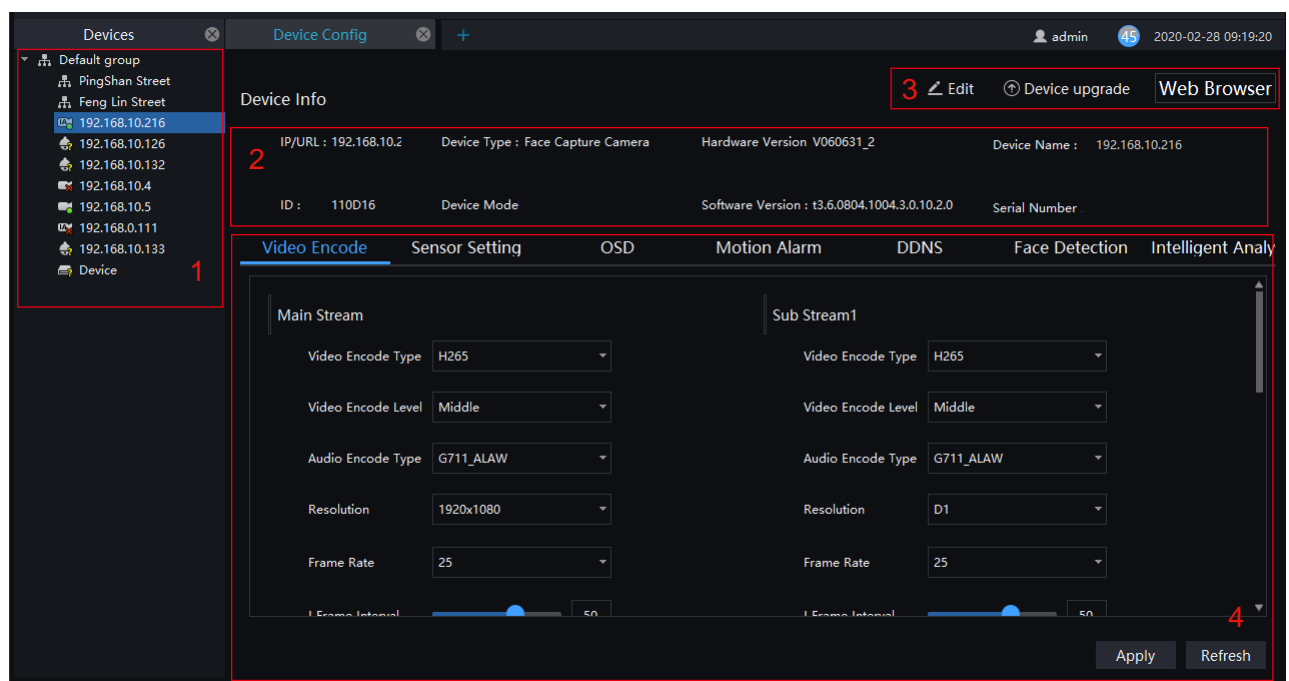 Devices
Device Config
+
admin
45
2020-02-28 09:19:20
Default group
PingShan Street
Feng Lin Street
192.168.10.216
192.168.10.126
192.168.10.132
192.168.10.4
192.168.10.5
192.168.0.111
192.168.10.133
Device
1
Device Info
3
Edit
Device upgrade
Web Browser
2
IP/URL : 192.168.10.2
Device Type : Face Capture Camera
Hardware Version V060631_2
Device Name : 192.168.10.216
ID : 110D16
Device Mode
Software Version : t3.6.0804.1004.3.0.10.2.0
Serial Number
Video Encode
Sensor Setting
OSD
Motion Alarm
DDNS
Face Detection
Intelligent Analy
Main Stream
Sub Stream1
Video Encode Type H265
Video Encode Type H265
Video Encode Level Middle
Video Encode Level Middle
Audio Encode Type G711_ALAW
Audio Encode Type G711_ALAW
Resolution 1920x1080
Resolution D1
Frame Rate 25
Frame Rate 25
I Frame Interval 50
I Frame Interval 50
4
Apply
Refresh